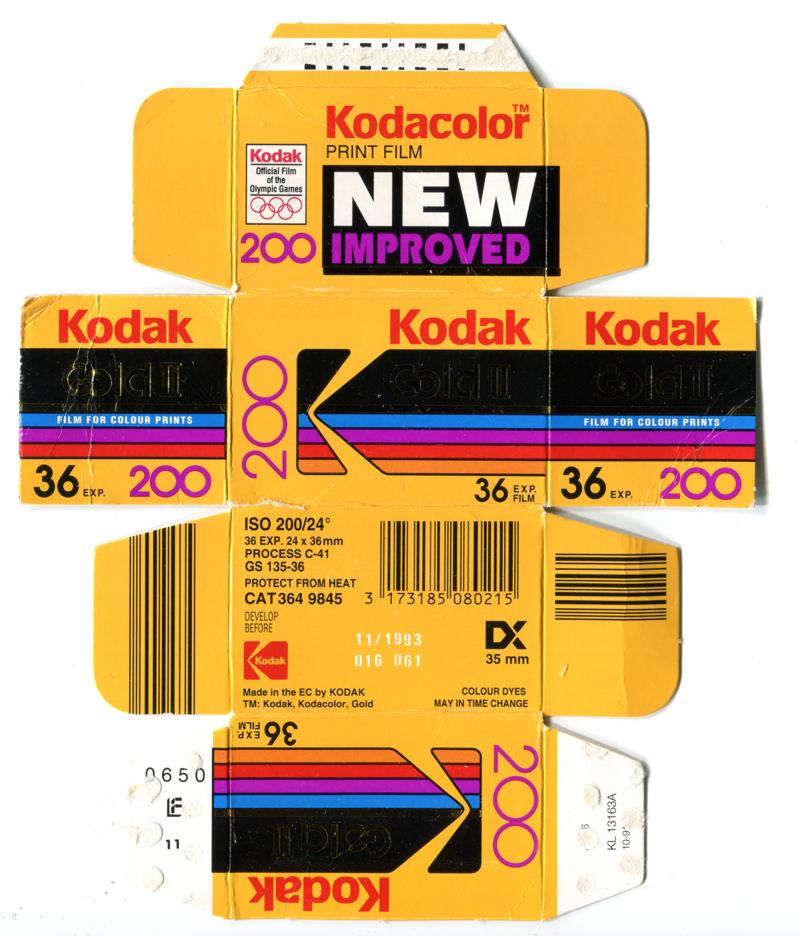 Kodacolor™
PRINT FILM
Kodak
Official Film
of the
Olympic Games
NEW
200
IMPROVED
Kodak
Gold II
FILM FOR COLOUR PRINTS
36 EXP. 200
Kodak
Gold II
200
36 EXP. FILM
Kodak
Gold II
FILM FOR COLOUR PRINTS
36 EXP. 200
ISO 200/24°
36 EXP. 24 x 36mm
PROCESS C-41
GS 135-36
PROTECT FROM HEAT
CAT 364 9845
3 173185 080215
DEVELOP
BEFORE
11/1993
016 061
Kodak
DX
35 mm
Made in the EC by KODAK
TM: Kodak, Kodacolor, Gold
COLOUR DYES
MAY IN TIME CHANGE
36 EXP. FILM
200
Gold II
Kodak
0650
11
KL 13163A